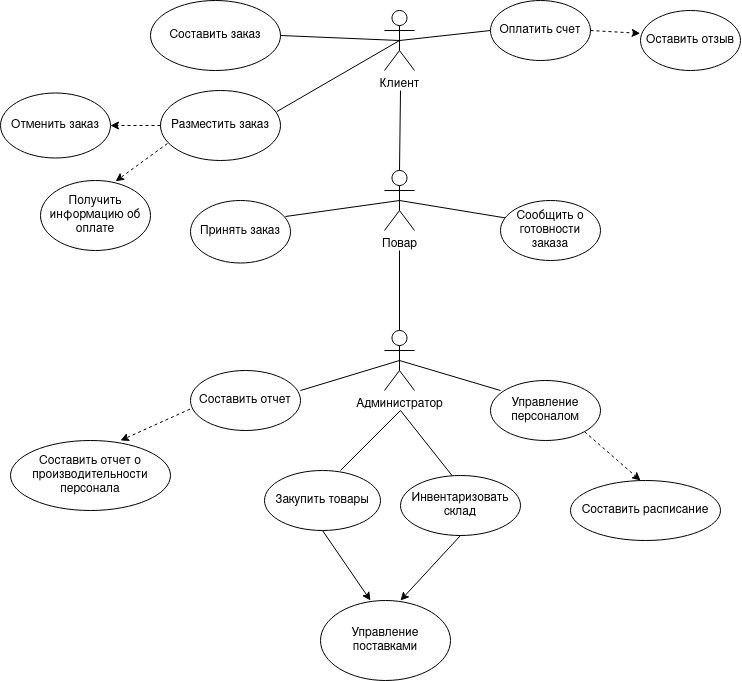 Составить заказ
Оплатить счет
Оставить отзыв
Клиент
Отменить заказ
Разместить заказ
Получить
информацию об
оплате
Принять заказ
Повар
Сообщить о
готовности
заказа
Составить отчет
Администратор
Управление
персоналом
Составить отчет о
производительности
персонала
Закупить товары
Инвентаризовать
склад
Составить расписание
Управление
поставками